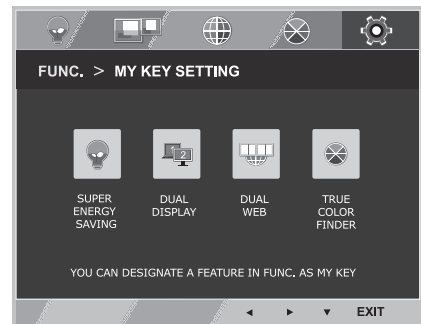 FUNC. > MY KEY SETTING
2
SUPER
ENERGY
SAVING
DUAL
DISPLAY
DUAL
WEB
TRUE
COLOR
FINDER
YOU CAN DESIGNATE A FEATURE IN FUNC. AS MY KEY
◄ ► ▼ EXIT